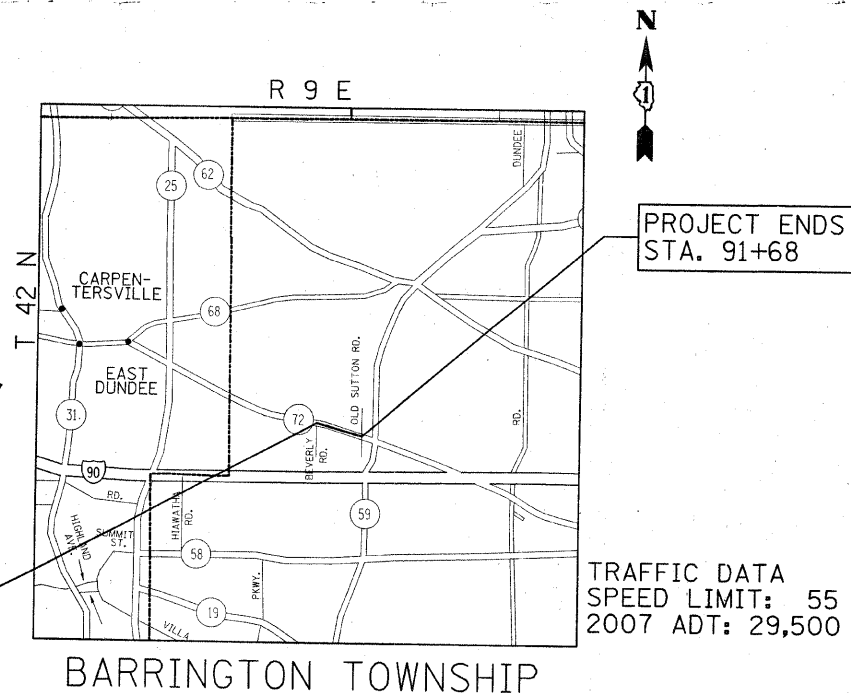 N
1
R 9 E
T 42 N
DUNDEE
RD.
62
25
PROJECT ENDS
STA. 91+68
CARPEN-
TERSVILLE
68
EAST
DUNDEE
OLD SUTTON RD.
31
72
BEVERLY
RD.
90
RD.
HIAWATHA
RD.
59
HIGHLAND
AVE.
SUMMIT
ST.
58
PKWY.
19
VILLA
TRAFFIC DATA
SPEED LIMIT: 55
2007 ADT: 29,500
BARRINGTON TOWNSHIP